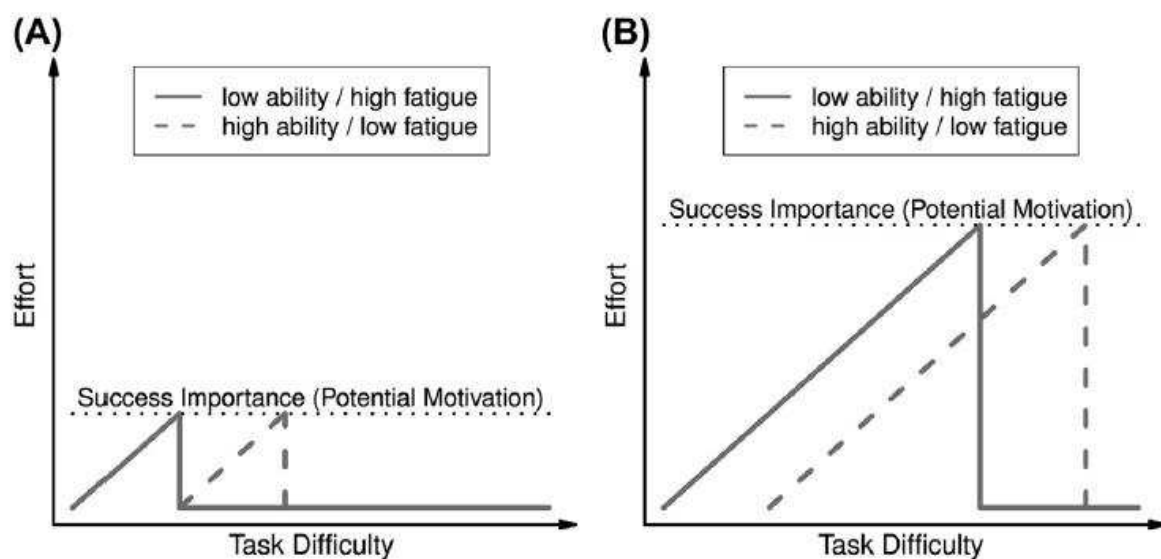 (A)
low ability / high fatigue
high ability / low fatigue
Success Importance (Potential Motivation)
Effort
Task Difficulty
(B)
low ability / high fatigue
high ability / low fatigue
Success Importance (Potential Motivation)
Effort
Task Difficulty